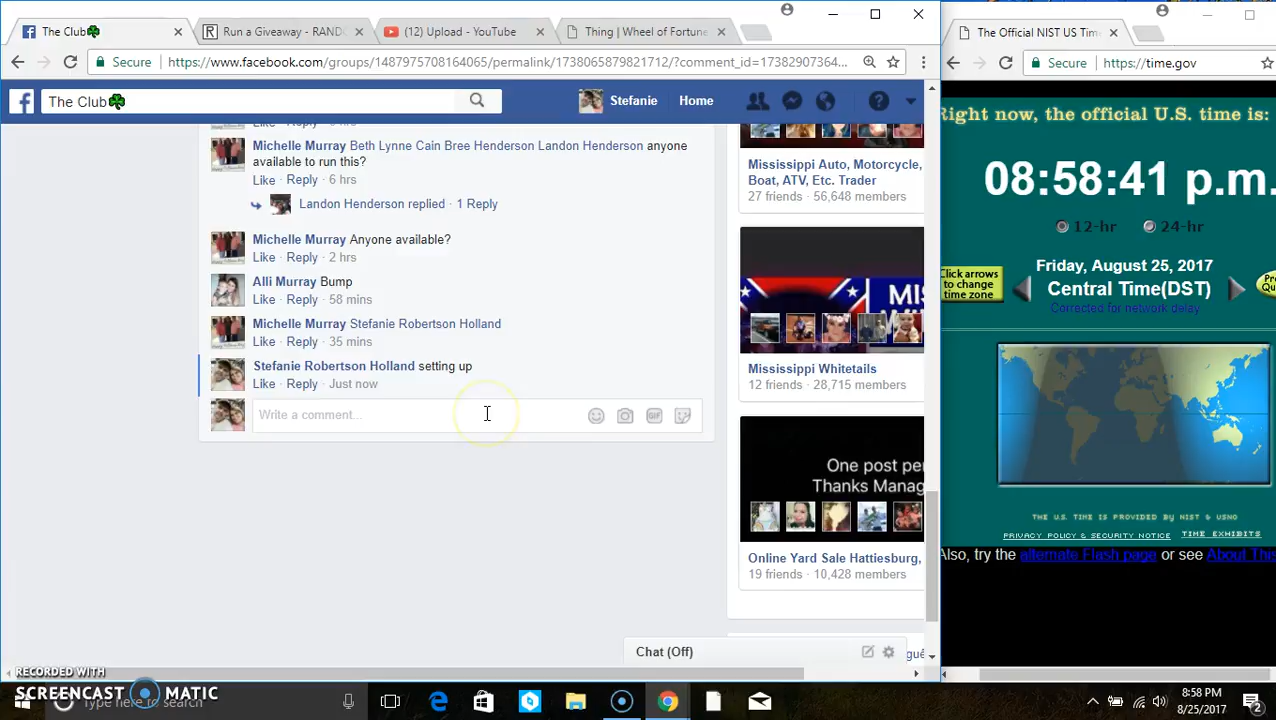 The Club☘
Run a Giveaway - RAND
(12) Upload - YouTube
Thing | Wheel of Fortune
Secure https://www.facebook.com/groups/1487975708164065/permalink/1738065879821712/?comment_id=17382907364...
The Club☘
Stefanie Home
Michelle Murray Beth Lynne Cain Bree Henderson Landon Henderson anyone
available to run this?
Like · Reply · 6 hrs
Landon Henderson replied · 1 Reply
Michelle Murray Anyone available?
Like · Reply · 2 hrs
Alli Murray Bump
Like · Reply · 58 mins
Michelle Murray Stefanie Robertson Holland
Like · Reply · 35 mins
Stefanie Robertson Holland setting up
Like · Reply · Just now
Write a comment...
GIF
Mississippi Auto, Motorcycle,
Boat, ATV, Etc. Trader
27 friends · 56,648 members
Mississippi Whitetails
12 friends · 28,715 members
One post per
Thanks Manag
Online Yard Sale Hattiesburg,
19 friends · 10,428 members
Chat (Off)
The Official NIST US Tim
Secure https://time.gov
Right now, the official U.S. time is:
08:58:41 p.m.
12-hr 24-hr
Click arrows
to change
time zone
Friday, August 25, 2017
Central Time(DST)
Corrected for network delay
THE U.S. TIME IS PROVIDED BY NIST & USNO
PRIVACY POLICY & SECURITY NOTICE TIME EXHIBITS
Also, try the alternate Flash page or see About This
RECORDED WITH
SCREENCAST MATIC
Type here to search
8:58 PM
8/25/2017
2